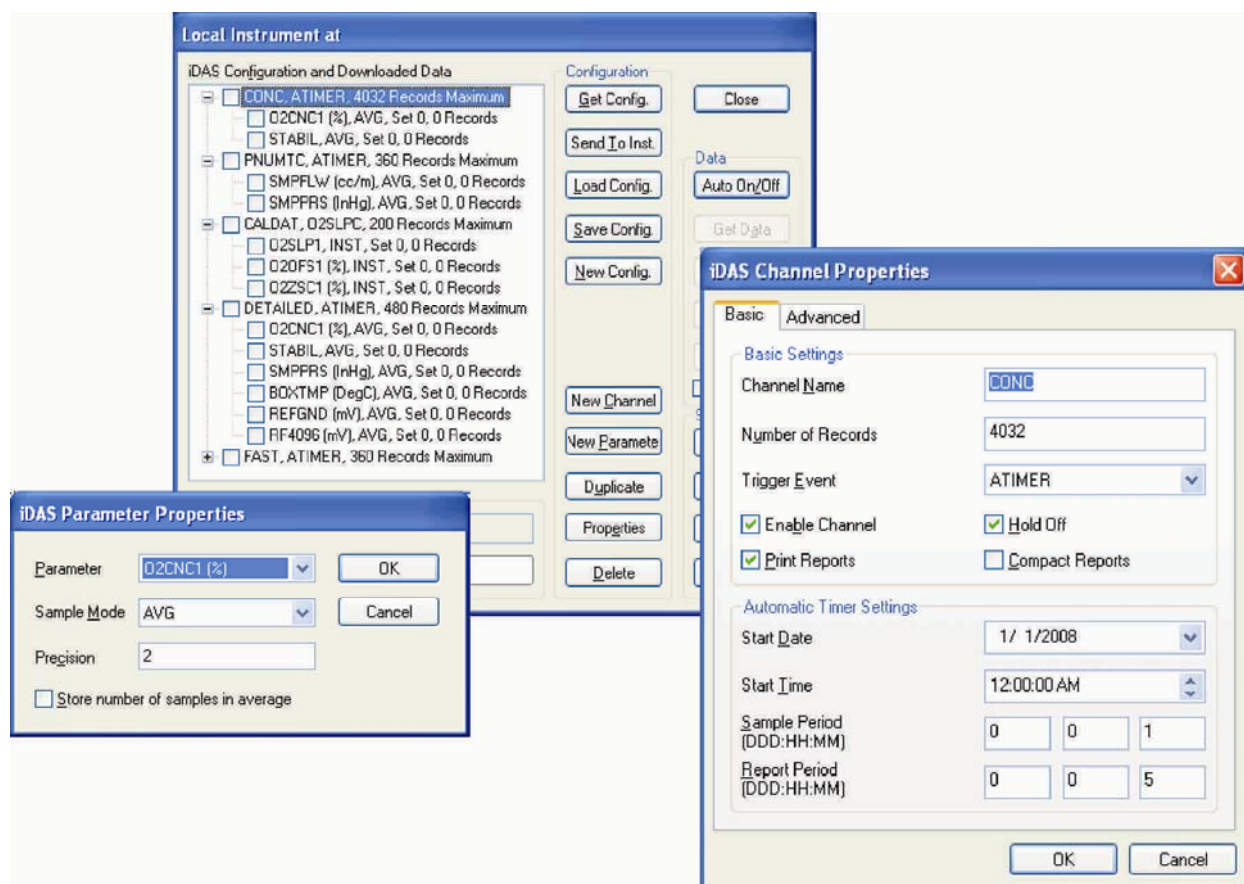 Local Instrument at
iDAS Configuration and Downloaded Data
CONC, ATIMER, 4032 Records Maximum
O2CNC1 (%), AVG, Set 0, 0 Records
STABIL, AVG, Set 0, 0 Records
PNUMTC, ATIMER, 360 Records Maximum
SMPFLW (cc/m), AVG, Set 0, 0 Records
SMPPRS (InHg), AVG, Set 0, 0 Records
CALDAT, O2SLPC, 200 Records Maximum
O2SLP1, INST, Set 0, 0 Records
O2OFS1 (%), INST, Set 0, 0 Records
O2ZSC1 (%), INST, Set 0, 0 Records
DETAILED, ATIMER, 480 Records Maximum
O2CNC1 (%), AVG, Set 0, 0 Records
STABIL, AVG, Set 0, 0 Records
SMPPRS (InHg), AVG, Set 0, 0 Records
BOXTMP (DegC), AVG, Set 0, 0 Records
REFGND (mV), AVG, Set 0, 0 Records
RF4096 (mV), AVG, Set 0, 0 Records
FAST, ATIMER, 360 Records Maximum
Configuration
Get Config.
Send To Inst.
Load Config.
Save Config.
New Config.
New Channel
New Paramete
Duplicate
Properties
Delete
Close
Data
Auto On/Off
Get Data
iDAS Parameter Properties
Parameter
O2CNC1 (%)
OK
Sample Mode
AVG
Cancel
Precision
2
Store number of samples in average
iDAS Channel Properties
Basic
Advanced
Basic Settings
Channel Name
CONC
Number of Records
4032
Trigger Event
ATIMER
Enable Channel
Hold Off
Print Reports
Compact Reports
Automatic Timer Settings
Start Date
1/ 1/2008
Start Time
12:00:00 AM
Sample Period
(DDD:HH:MM)
0 0 1
Report Period
(DDD:HH:MM)
0 0 5
OK
Cancel